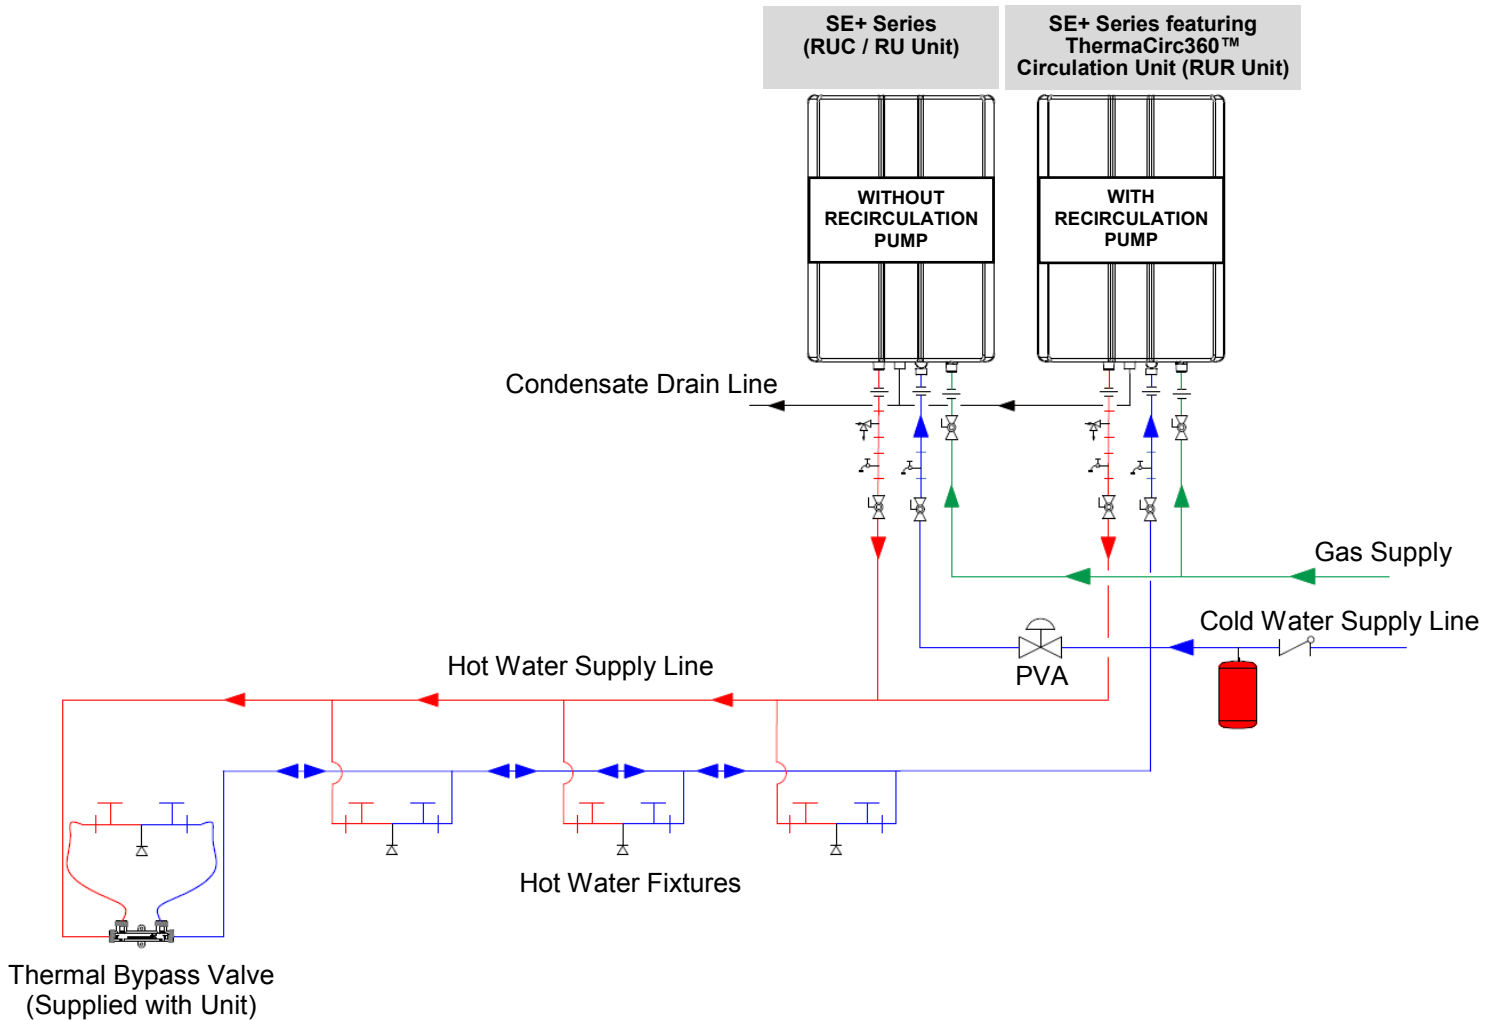 SE+ Series
(RUC / RU Unit)
SE+ Series featuring
ThermaCirc360™
Circulation Unit (RUR Unit)
WITHOUT
RECIRCULATION
PUMP
WITH
RECIRCULATION
PUMP
Condensate Drain Line
Gas Supply
Cold Water Supply Line
PVA
Hot Water Supply Line
Hot Water Fixtures
Thermal Bypass Valve
(Supplied with Unit)